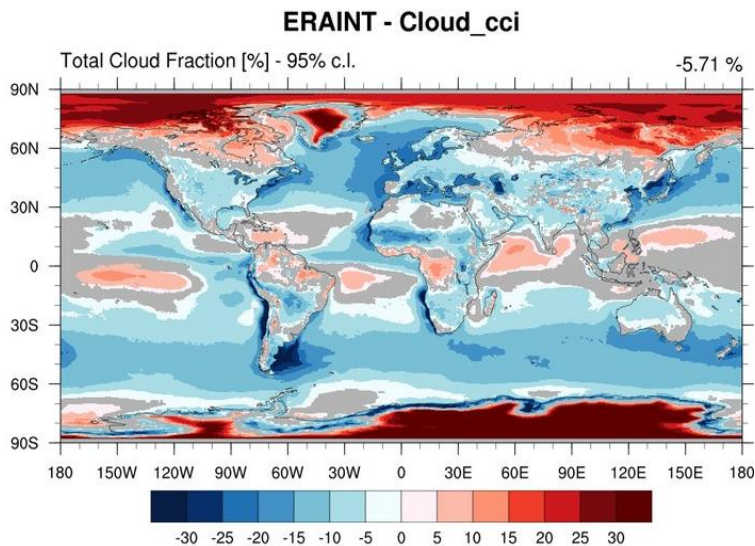 ERAINT - Cloud_cci
Total Cloud Fraction [%] - 95% c.l. -5.71 %
90N
60N
30N
0
30S
60S
90S
180 150W 120W 90W 60W 30W 0 30E 60E 90E 120E 150E 180
-30 -25 -20 -15 -10 -5 0 5 10 15 20 25 30